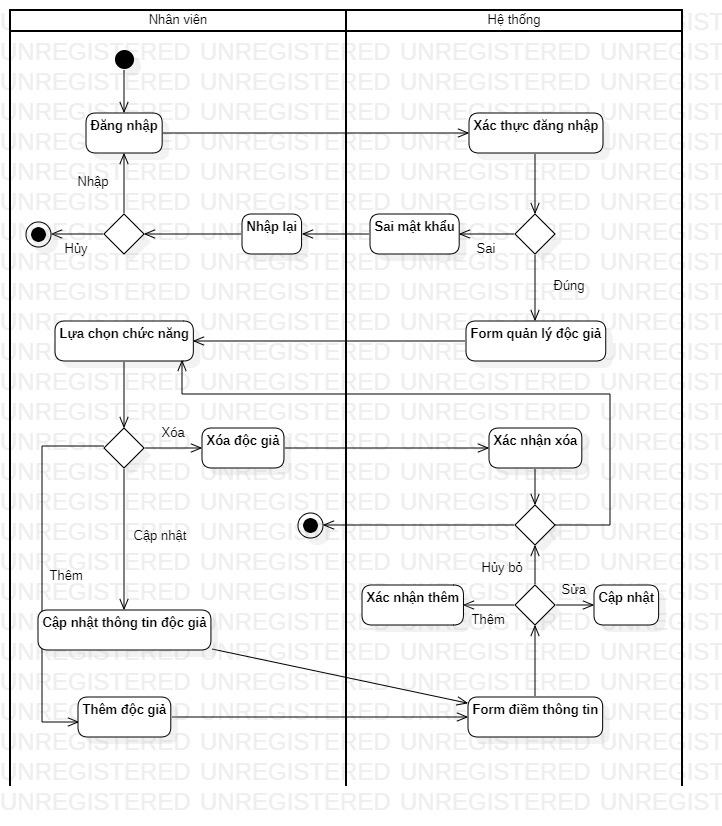 Nhân viên
Hệ thống
Đăng nhập
Xác thực đăng nhập
Nhập
Nhập lại
Sai mật khẩu
Hủy
Sai
Đúng
Lựa chọn chức năng
Form quản lý độc giả
Xóa
Xóa độc giả
Xác nhận xóa
Cập nhật
Hủy bỏ
Thêm
Xác nhận thêm
Sửa
Cập nhật
Thêm
Cập nhật thông tin độc giả
Thêm độc giả
Form điềm thông tin
UNREGISTERED